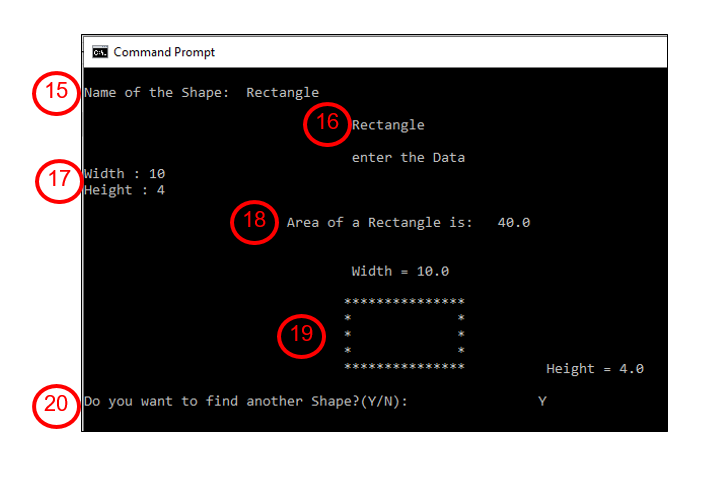 Command Prompt
15 Name of the Shape: Rectangle
16 Rectangle
enter the Data
17 Width : 10
Height : 4
18 Area of a Rectangle is: 40.0
Width = 10.0
***************
* *
19 * *
* *
*************** Height = 4.0
20 Do you want to find another Shape?(Y/N): Y